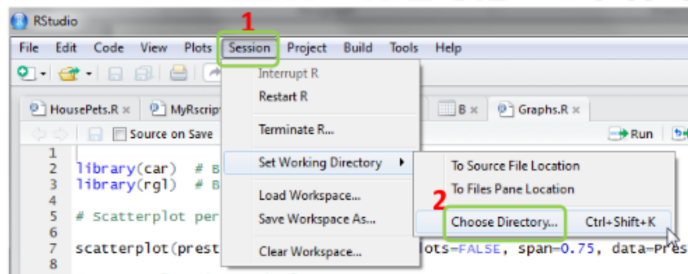 RStudio
1
File Edit Code View Plots Session Project Build Tools Help
Interrupt R
Restart R
Terminate R...
Set Working Directory
Load Workspace...
Save Workspace As...
Clear Workspace...
HousePets.R MyRscrip B Graphs.R
Source on Save Run
To Source File Location
To Files Pane Location
2
Choose Directory... Ctrl+Shift+K
1
2 library(car) # B
3 library(rgl) # B
4
5 # Scatterplot per
6
7 scatterplot(prest lots=FALSE, span=0.75, data=Pres
8